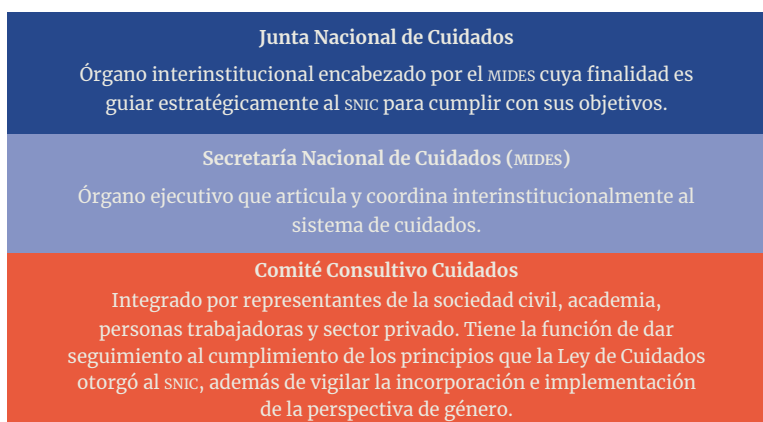 Junta Nacional de Cuidados
Órgano interinstitucional encabezado por el MIDES cuya finalidad es
guiar estratégicamente al SNIC para cumplir con sus objetivos.
Secretaría Nacional de Cuidados (MIDES)
Órgano ejecutivo que articula y coordina interinstitucionalmente al
sistema de cuidados.
Comité Consultivo Cuidados
Integrado por representantes de la sociedad civil, academia,
personas trabajadoras y sector privado. Tiene la función de dar
seguimiento al cumplimiento de los principios que la Ley de Cuidados
otorgó al SNIC, además de vigilar la incorporación e implementación
de la perspectiva de género.